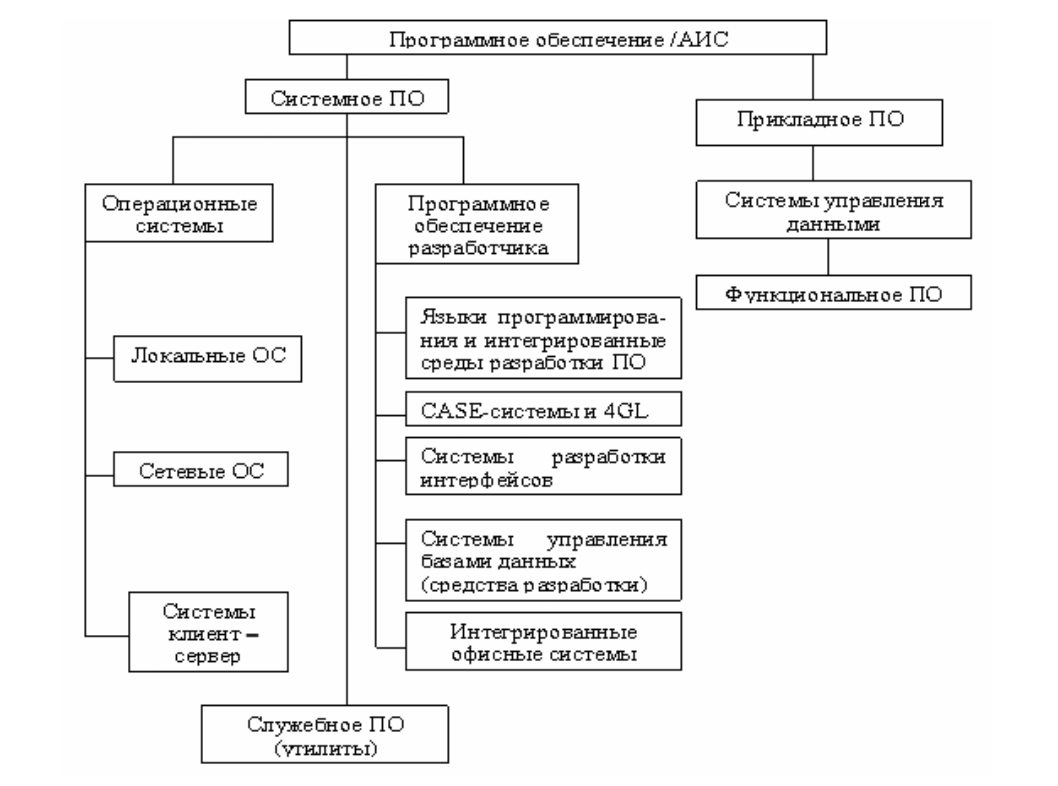 Программное обеспечение /АИС
Системное ПО
Прикладное ПО
Операционные
системы
Программное
обеспечение
разработчика
Системы управления
данными
Функциональное ПО
Языки программирова-
ния и интегрированные
среды разработки ПО
Локальные ОС
CASE-системы и 4GL
Системы разработки
интерфейсов
Сетевые ОС
Системы управления
базами данных
(средства разработки)
Системы
клиент –
сервер
Интегрированные
офисные системы
Служебное ПО
(утилиты)